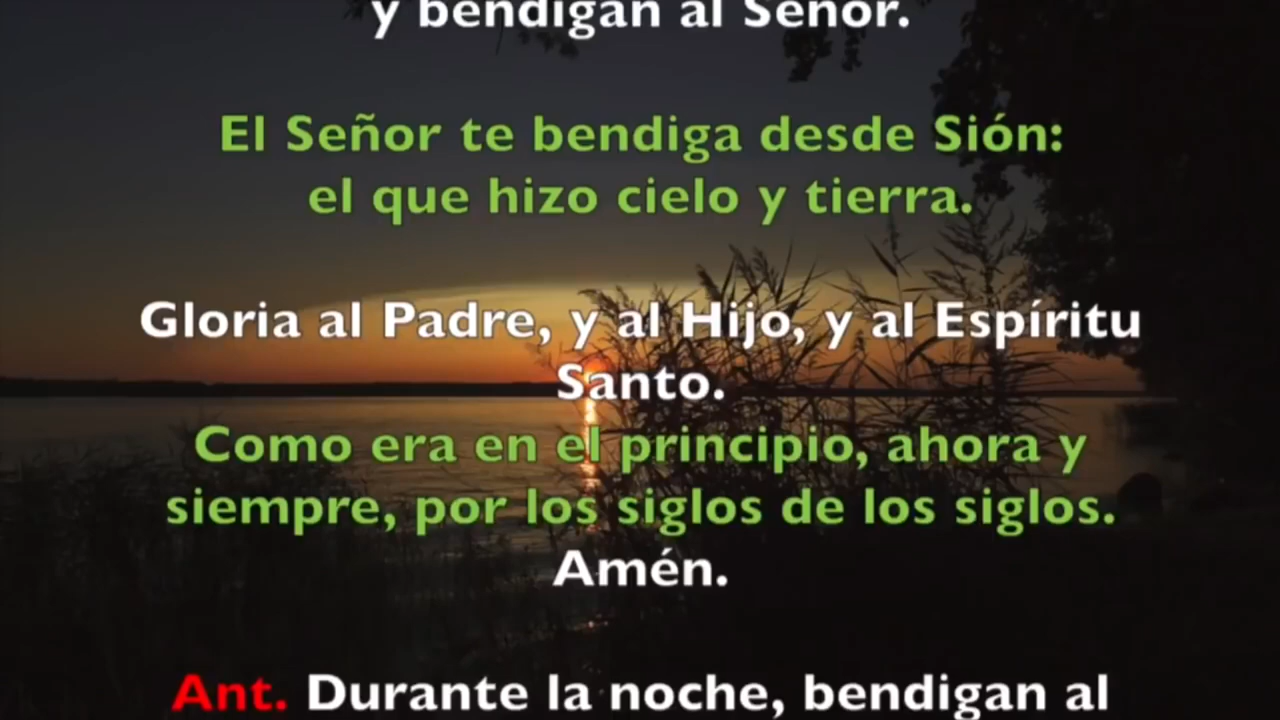 y bendigan al Señor.
El Señor te bendiga desde Sión:
el que hizo cielo y tierra.
Gloria al Padre, y al Hijo, y al Espíritu
Santo.
Como era en el principio, ahora y
siempre, por los siglos de los siglos.
Amén.
Ant. Durante la noche, bendigan al